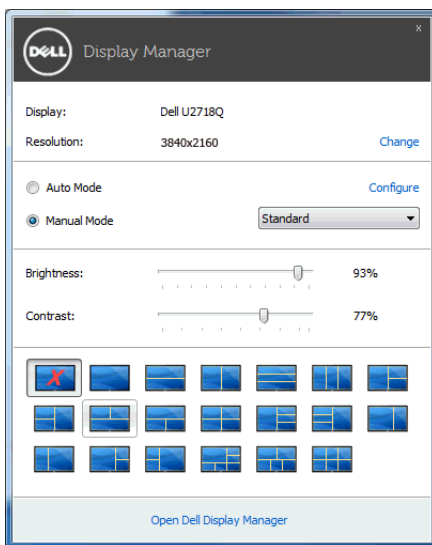 x
DELL Display Manager
Display: Dell U2718Q
Resolution: 3840x2160 Change
Auto Mode Configure
Manual Mode Standard
Brightness: 93%
Contrast: 77%
X
Open Dell Display Manager